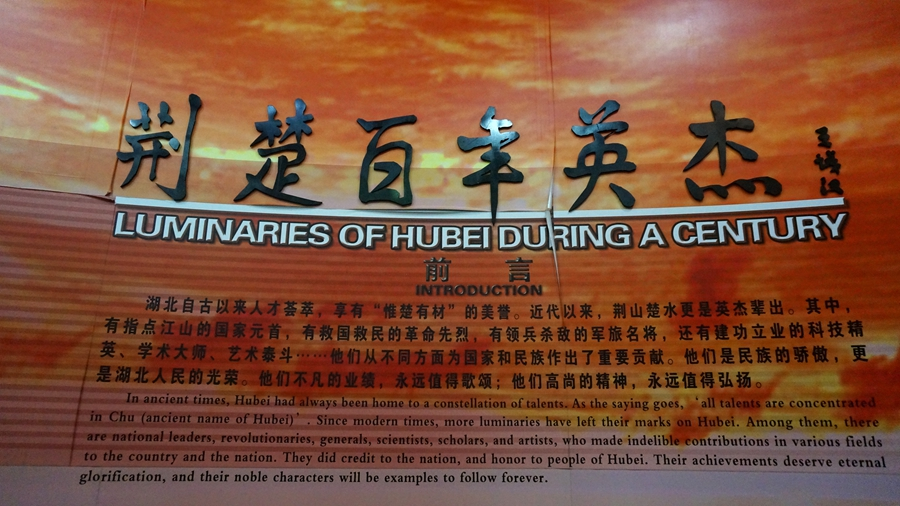 荆楚百年英杰
LUMINARIES OF HUBEI DURING A CENTURY
前言
INTRODUCTION
湖北自古以来人才荟萃，享有“惟楚有材”的美誉。近代以来，荆山楚水更是英杰辈出。其中，
有指点江山的国家元首，有救国救民的革命先烈，有领兵杀敌的军旅名将，还有建功立业的科技精
英、学术大师、艺术泰斗……他们从不同方面为国家和民族作出了重要贡献。他们是民族的骄傲，更
是湖北人民的光荣。他们不凡的业绩，永远值得歌颂；他们高尚的精神，永远值得弘扬。
In ancient times, Hubei had always been home to a constellation of talents. As the saying goes, ‘all talents are concentrated
in Chu (ancient name of Hubei)’. Since modern times, more luminaries have left their marks on Hubei. Among them, there
are national leaders, revolutionaries, generals, scientists, scholars, and artists, who made indelible contributions in various fields
to the country and the nation. They did credit to the nation, and honor to people of Hubei. Their achievements deserve eternal
glorification, and their noble characters will be examples to follow forever.